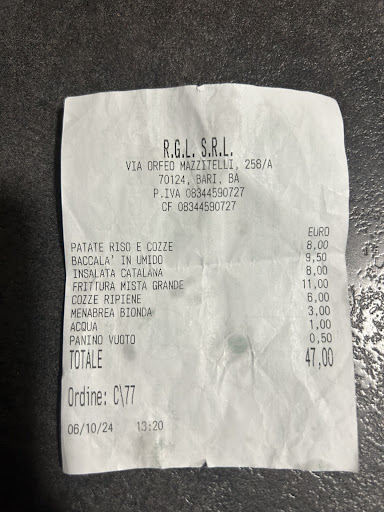 R.G.L. S.R.L.
VIA ORFEO MAZZITELLI, 258/A
70124, BARI, BA
P.IVA 08344590727
CF 08344590727
EURO
PATATE RISO E COZZE 8,00
BACCALA' IN UMIDO 9,50
INSALATA CATALANA 8,00
FRITTURA MISTA GRANDE 11,00
COZZE RIPIENE 6,00
MENABREA BIONDA 3,00
ACQUA 1,00
PANINO VUOTO 0,50
TOTALE 47,00
Ordine: C\77
06/10/24 13:20